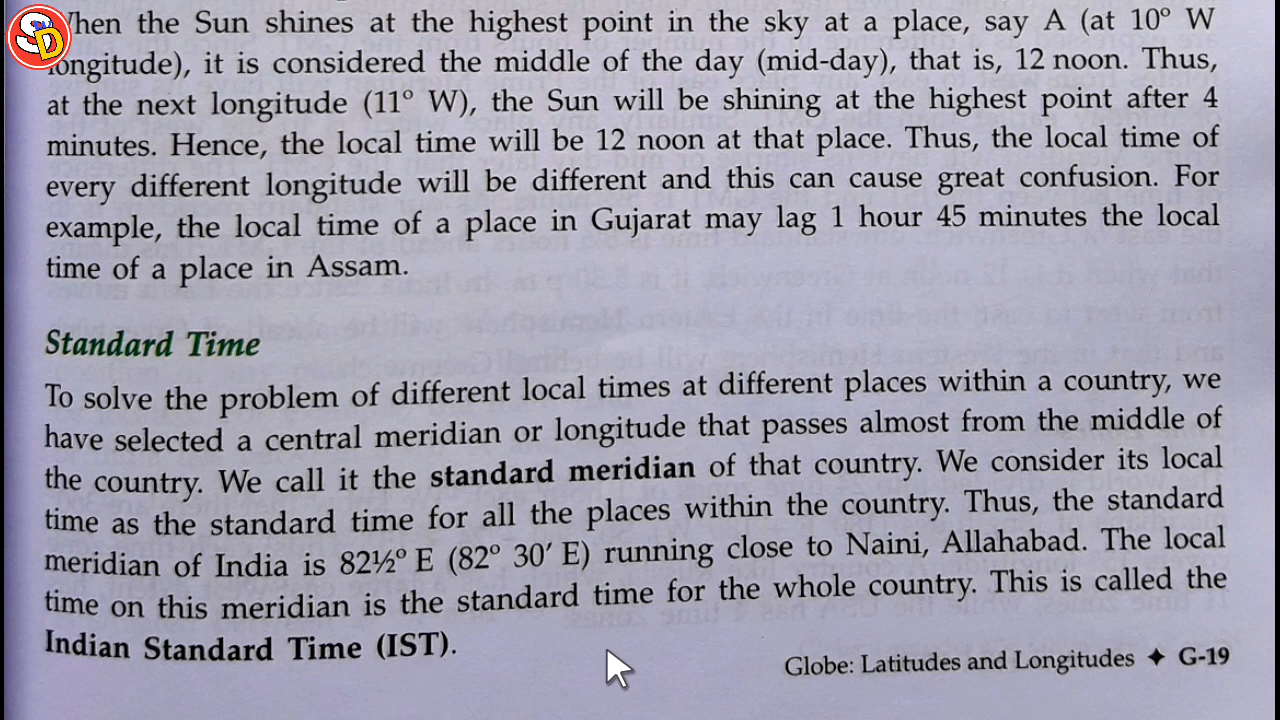 SD
When the Sun shines at the highest point in the sky at a place, say A (at 10° W
longitude), it is considered the middle of the day (mid-day), that is, 12 noon. Thus,
at the next longitude (11° W), the Sun will be shining at the highest point after 4
minutes. Hence, the local time will be 12 noon at that place. Thus, the local time of
every different longitude will be different and this can cause great confusion. For
example, the local time of a place in Gujarat may lag 1 hour 45 minutes the local
time of a place in Assam.
Standard Time
To solve the problem of different local times at different places within a country, we
have selected a central meridian or longitude that passes almost from the middle of
the country. We call it the standard meridian of that country. We consider its local
time as the standard time for all the places within the country. Thus, the standard
meridian of India is 82½° E (82° 30′ E) running close to Naini, Allahabad. The local
time on this meridian is the standard time for the whole country. This is called the
Indian Standard Time (IST).
Globe: Latitudes and Longitudes ✦ G-19